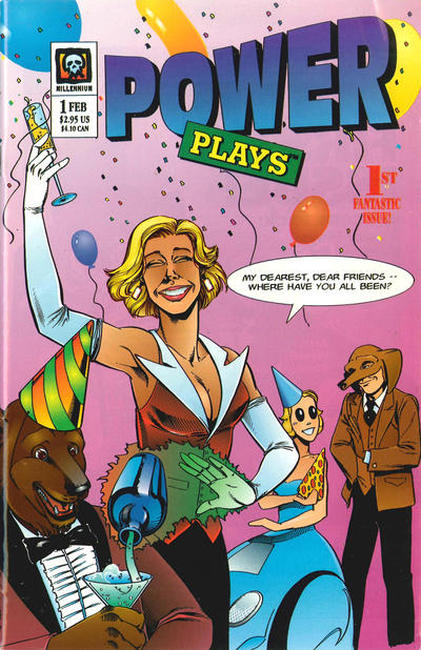 MILLENNIUM
1 FEB
$2.95 US
$4.10 CAN
POWER
PLAYS™
1ST
FANTASTIC
ISSUE!
MY DEAREST, DEAR FRIENDS --
WHERE HAVE YOU ALL BEEN?